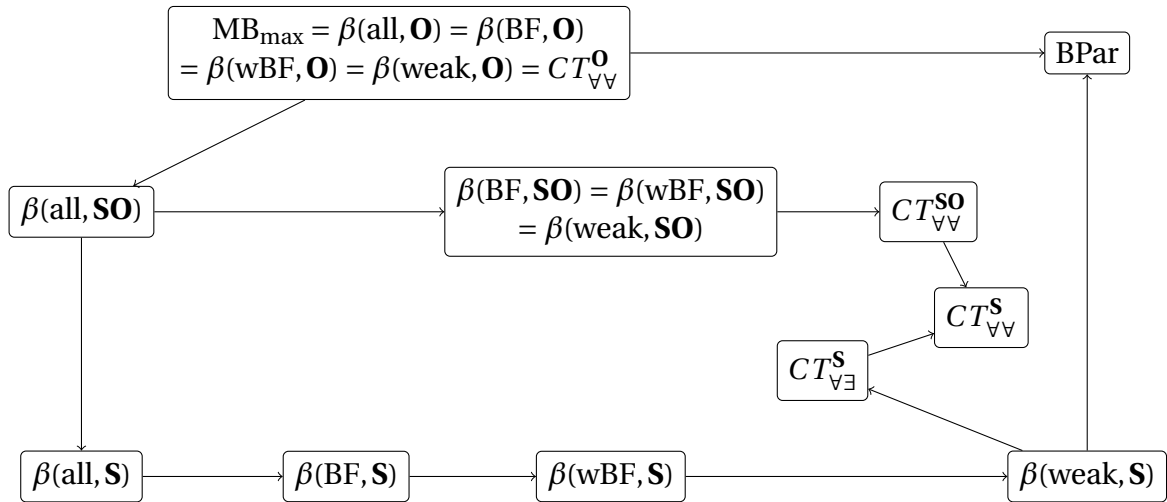 MB_max = β(all, O) = β(BF, O)
= β(wBF, O) = β(weak, O) = CT^O_∀∀
BPar
β(all, SO)
β(BF, SO) = β(wBF, SO)
= β(weak, SO)
CT^SO_∀∀
CT^S_∀∀
CT^S_∀∃
β(all, S)
β(BF, S)
β(wBF, S)
β(weak, S)